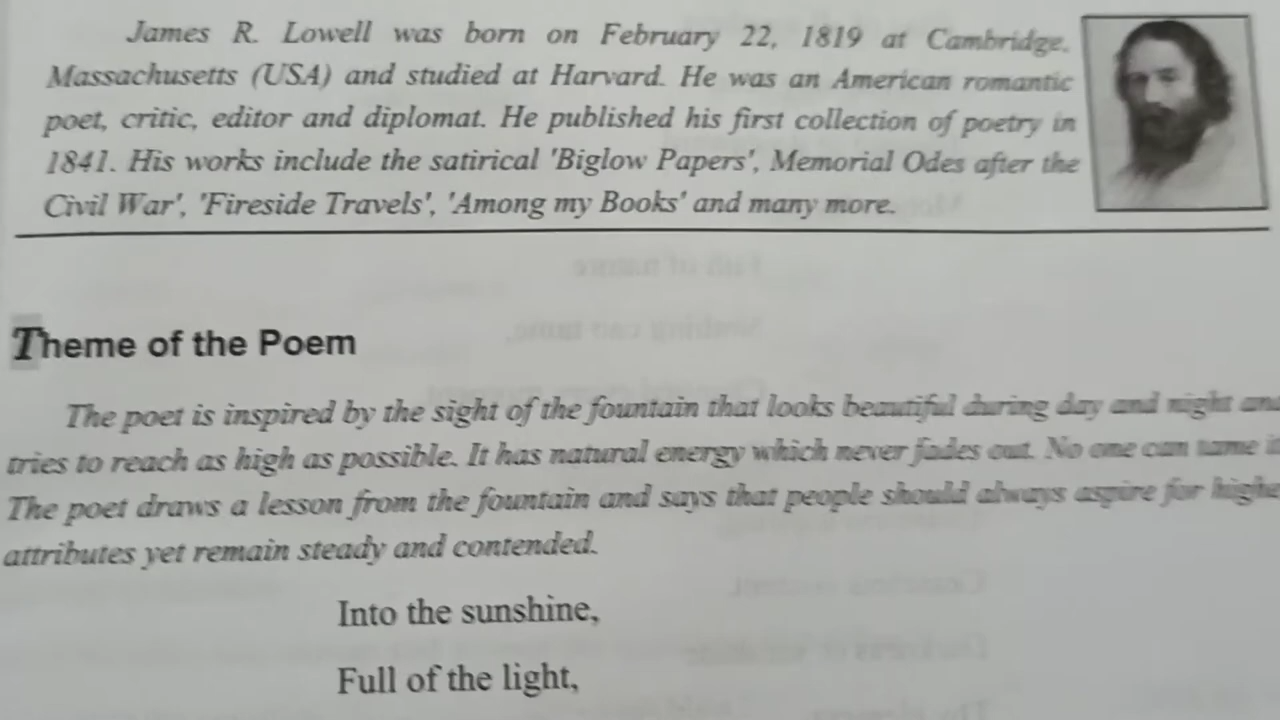 James R. Lowell was born on February 22, 1819 at Cambridge,
Massachusetts (USA) and studied at Harvard. He was an American romantic
poet, critic, editor and diplomat. He published his first collection of poetry in
1841. His works include the satirical 'Biglow Papers', Memorial Odes after the
Civil War', 'Fireside Travels', 'Among my Books' and many more.
Theme of the Poem
The poet is inspired by the sight of the fountain that looks beautiful during day and night and
tries to reach as high as possible. It has natural energy which never fades out. No one can tame
The poet draws a lesson from the fountain and says that people should always aspire for highe
attributes yet remain steady and contended.
Into the sunshine,
Full of the light,